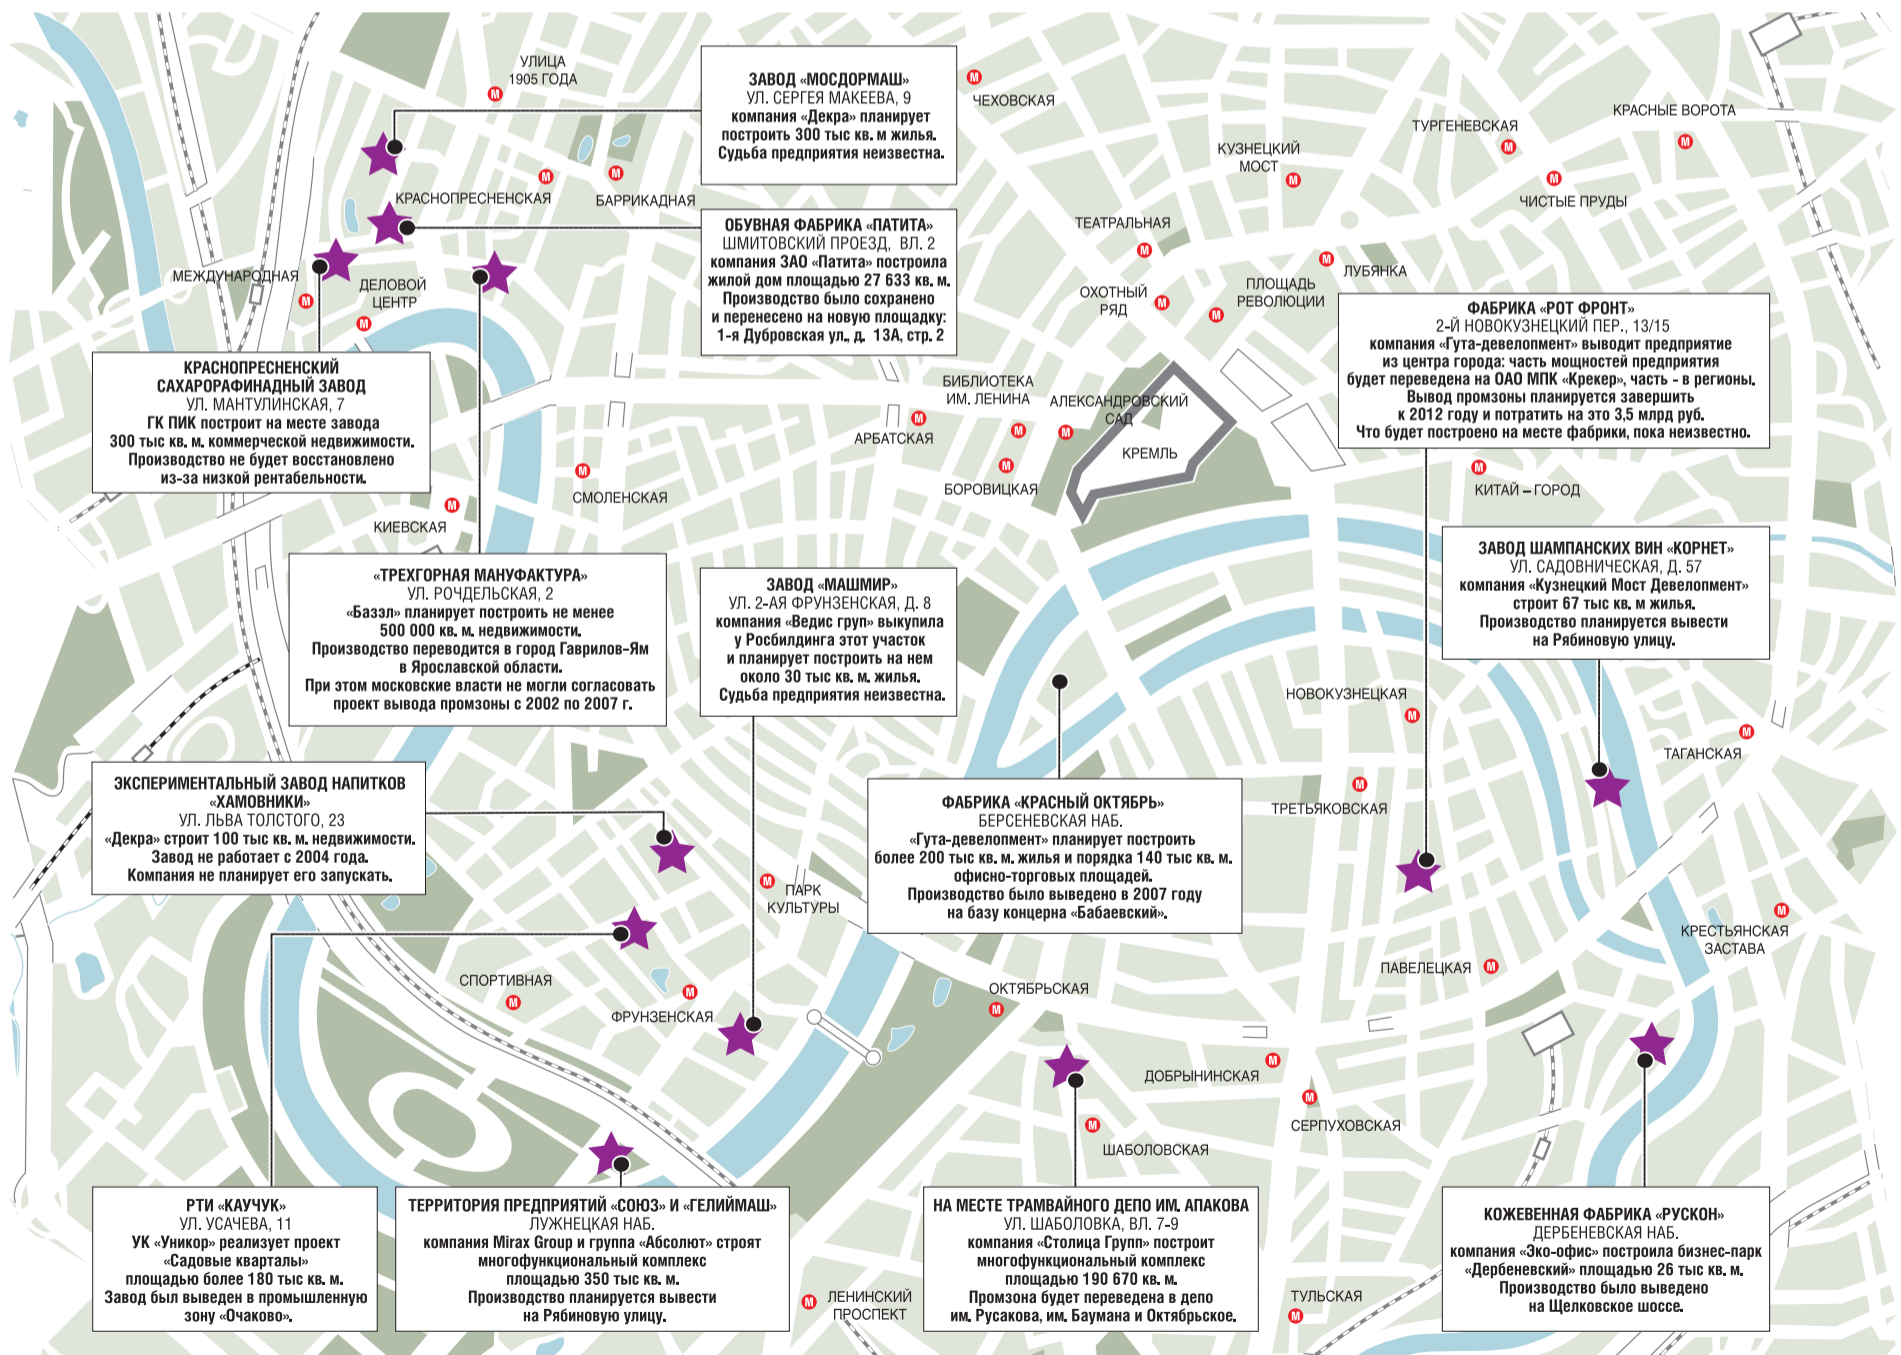 УЛИЦА
1905 ГОДА
ЗАВОД «МОСДОРМАШ»
УЛ. СЕРГЕЯ МАКЕЕВА, 9
компания «Декра» планирует
построить 300 тыс кв. м жилья.
Судьба предприятия неизвестна.
ЧЕХОВСКАЯ
КРАСНЫЕ ВОРОТА
ТУРГЕНЕВСКАЯ
КУЗНЕЦКИЙ
МОСТ
ЧИСТЫЕ ПРУДЫ
КРАСНОПРЕСНЕНСКАЯ
БАРРИКАДНАЯ
ОБУВНАЯ ФАБРИКА «ПАТИТА»
ШМИТОВСКИЙ ПРОЕЗД, ВЛ. 2
компания ЗАО «Патита» построила
жилой дом площадью 27 633 кв. м.
Производство было сохранено
и перенесено на новую площадку:
1-я Дубровская ул., д. 13А, стр. 2
ТЕАТРАЛЬНАЯ
ЛУБЯНКА
МЕЖДУНАРОДНАЯ
ДЕЛОВОЙ
ЦЕНТР
ОХОТНЫЙ
РЯД
ПЛОЩАДЬ
РЕВОЛЮЦИИ
ФАБРИКА «РОТ ФРОНТ»
2-Й НОВОКУЗНЕЦКИЙ ПЕР., 13/15
компания «Гута-девелопмент» выводит предприятие
из центра города: часть мощностей предприятия
будет переведена на ОАО МПК «Крекер», часть - в регионы.
Вывод промзоны планируется завершить
к 2012 году и потратить на это 3,5 млрд руб.
Что будет построено на месте фабрики, пока неизвестно.
КРАСНОПРЕСНЕНСКИЙ
САХАРОРАФИНАДНЫЙ ЗАВОД
УЛ. МАНТУЛИНСКАЯ, 7
ГК ПИК построит на месте завода
300 тыс кв. м. коммерческой недвижимости.
Производство не будет восстановлено
из-за низкой рентабельности.
БИБЛИОТЕКА
ИМ. ЛЕНИНА
АЛЕКСАНДРОВСКИЙ
САД
АРБАТСКАЯ
КРЕМЛЬ
БОРОВИЦКАЯ
СМОЛЕНСКАЯ
КИЕВСКАЯ
КИТАЙ – ГОРОД
«ТРЕХГОРНАЯ МАНУФАКТУРА»
УЛ. РОЧДЕЛЬСКАЯ, 2
«Базэл» планирует построить не менее
500 000 кв. м. недвижимости.
Производство переводится в город Гаврилов-Ям
в Ярославской области.
При этом московские власти не могли согласовать
проект вывода промзоны с 2002 по 2007 г.
ЗАВОД «МАШМИР»
УЛ. 2-АЯ ФРУНЗЕНСКАЯ, Д. 8
компания «Ведис груп» выкупила
у Росбилдинга этот участок
и планирует построить на нем
около 30 тыс кв. м. жилья.
Судьба предприятия неизвестна.
ЗАВОД ШАМПАНСКИХ ВИН «КОРНЕТ»
УЛ. САДОВНИЧЕСКАЯ, Д. 57
компания «Кузнецкий Мост Девелопмент»
строит 67 тыс кв. м жилья.
Производство планируется вывести
на Рябиновую улицу.
НОВОКУЗНЕЦКАЯ
ТАГАНСКАЯ
ТРЕТЬЯКОВСКАЯ
ЭКСПЕРИМЕНТАЛЬНЫЙ ЗАВОД НАПИТКОВ
«ХАМОВНИКИ»
УЛ. ЛЬВА ТОЛСТОГО, 23
«Декра» строит 100 тыс кв. м. недвижимости.
Завод не работает с 2004 года.
Компания не планирует его запускать.
ФАБРИКА «КРАСНЫЙ ОКТЯБРЬ»
БЕРСЕНЕВСКАЯ НАБ.
«Гута-девелопмент» планирует построить
более 200 тыс кв. м. жилья и порядка 140 тыс кв. м.
офисно-торговых площадей.
Производство было выведено в 2007 году
на базу концерна «Бабаевский».
ПАРК
КУЛЬТУРЫ
КРЕСТЬЯНСКАЯ
ЗАСТАВА
ПАВЕЛЕЦКАЯ
СПОРТИВНАЯ
ФРУНЗЕНСКАЯ
ОКТЯБРЬСКАЯ
ДОБРЫНИНСКАЯ
СЕРПУХОВСКАЯ
ШАБОЛОВСКАЯ
РТИ «КАУЧУК»
УЛ. УСАЧЕВА, 11
УК «Уникор» реализует проект
«Садовые кварталы»
площадью более 180 тыс кв. м.
Завод был выведен в промышленную
зону «Очаково».
ТЕРРИТОРИЯ ПРЕДПРИЯТИЙ «СОЮЗ» И «ГЕЛИЙМАШ»
ЛУЖНЕЦКАЯ НАБ.
компания Mirax Group и группа «Абсолют» строят
многофункциональный комплекс
площадью 350 тыс кв. м.
Производство планируется вывести
на Рябиновую улицу.
ЛЕНИНСКИЙ
ПРОСПЕКТ
НА МЕСТЕ ТРАМВАЙНОГО ДЕПО ИМ. АПАКОВА
УЛ. ШАБОЛОВКА, ВЛ. 7-9
компания «Столица Групп» построит
многофункциональный комплекс
площадью 190 670 кв. м.
Промзона будет переведена в депо
им. Русакова, им. Баумана и Октябрьское.
ТУЛЬСКАЯ
КОЖЕВЕННАЯ ФАБРИКА «РУСКОН»
ДЕРБЕНЕВСКАЯ НАБ.
компания «Эко-офис» построила бизнес-парк
«Дербеневский» площадью 26 тыс кв. м.
Производство было выведено
на Щелковское шоссе.